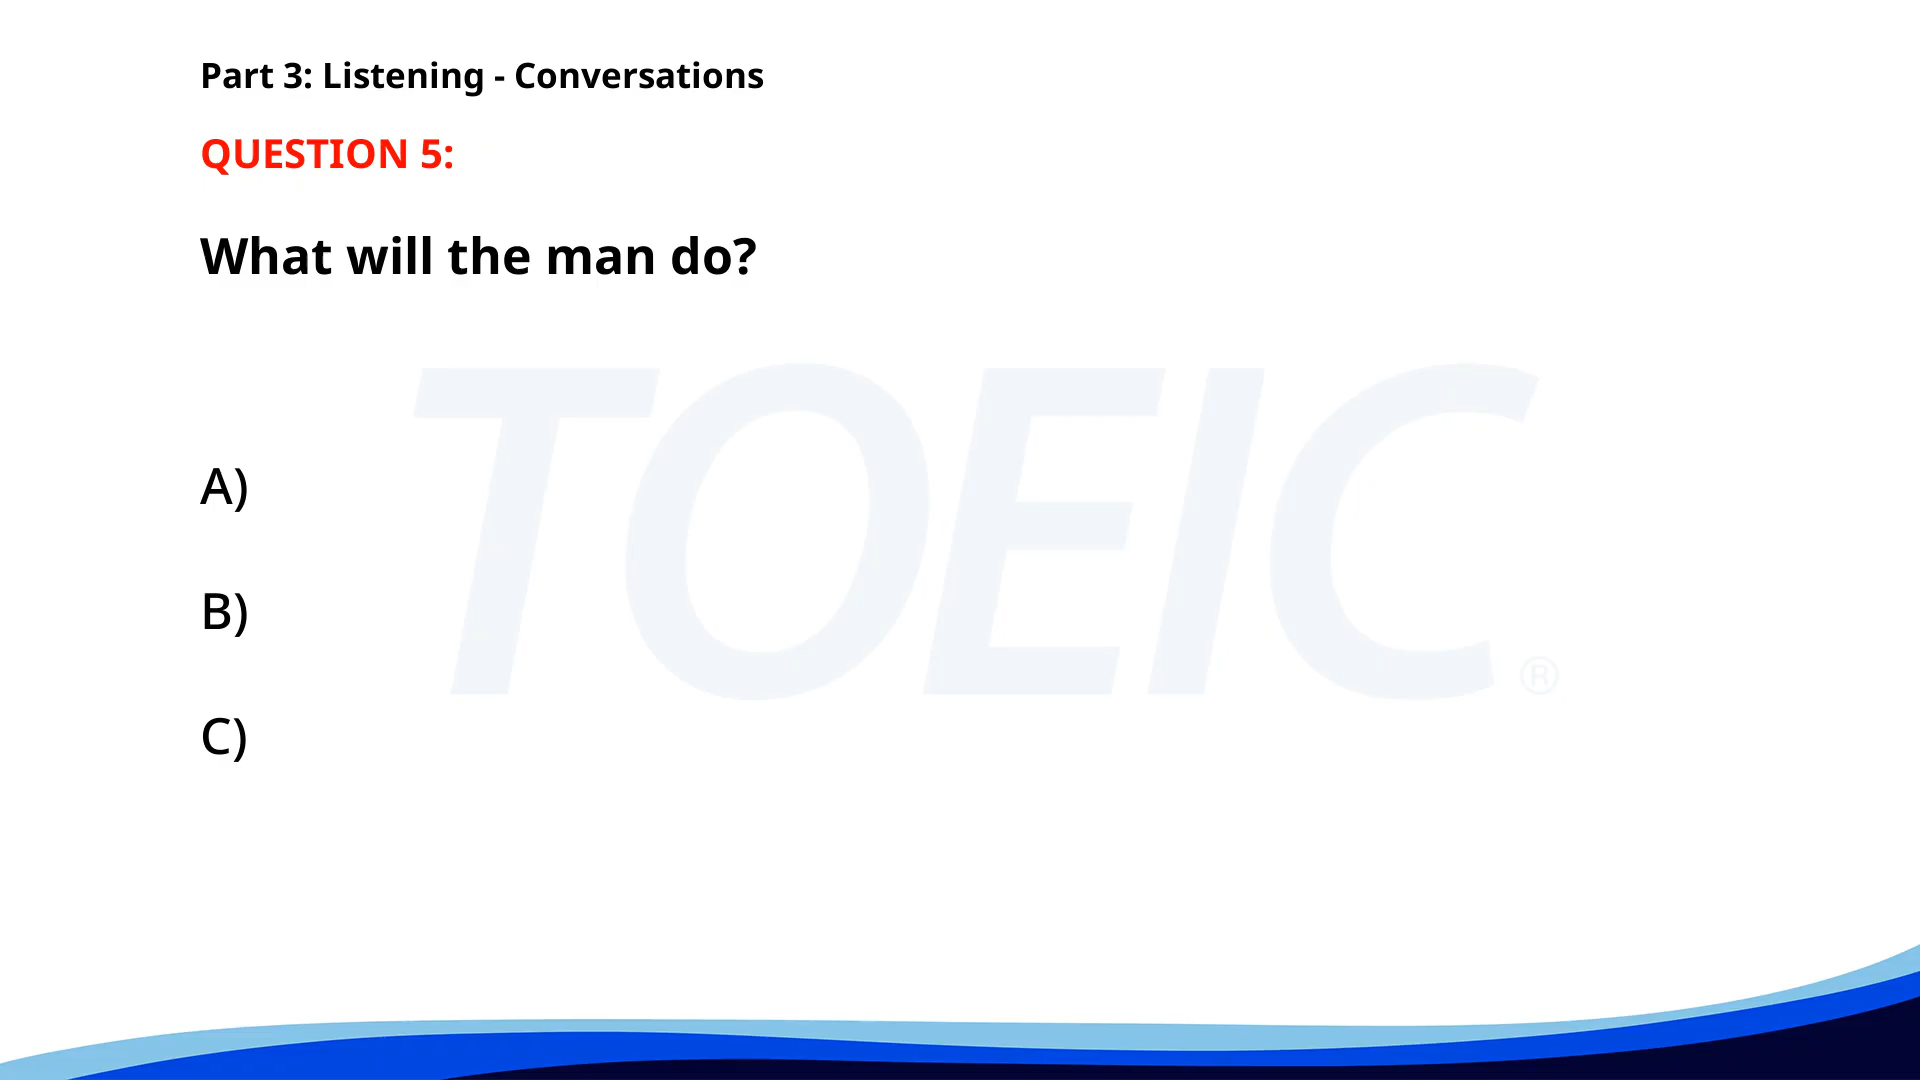 Part 3: Listening - Conversations
QUESTION 5:
What will the man do?
TOEIC®
A)
B)
C)